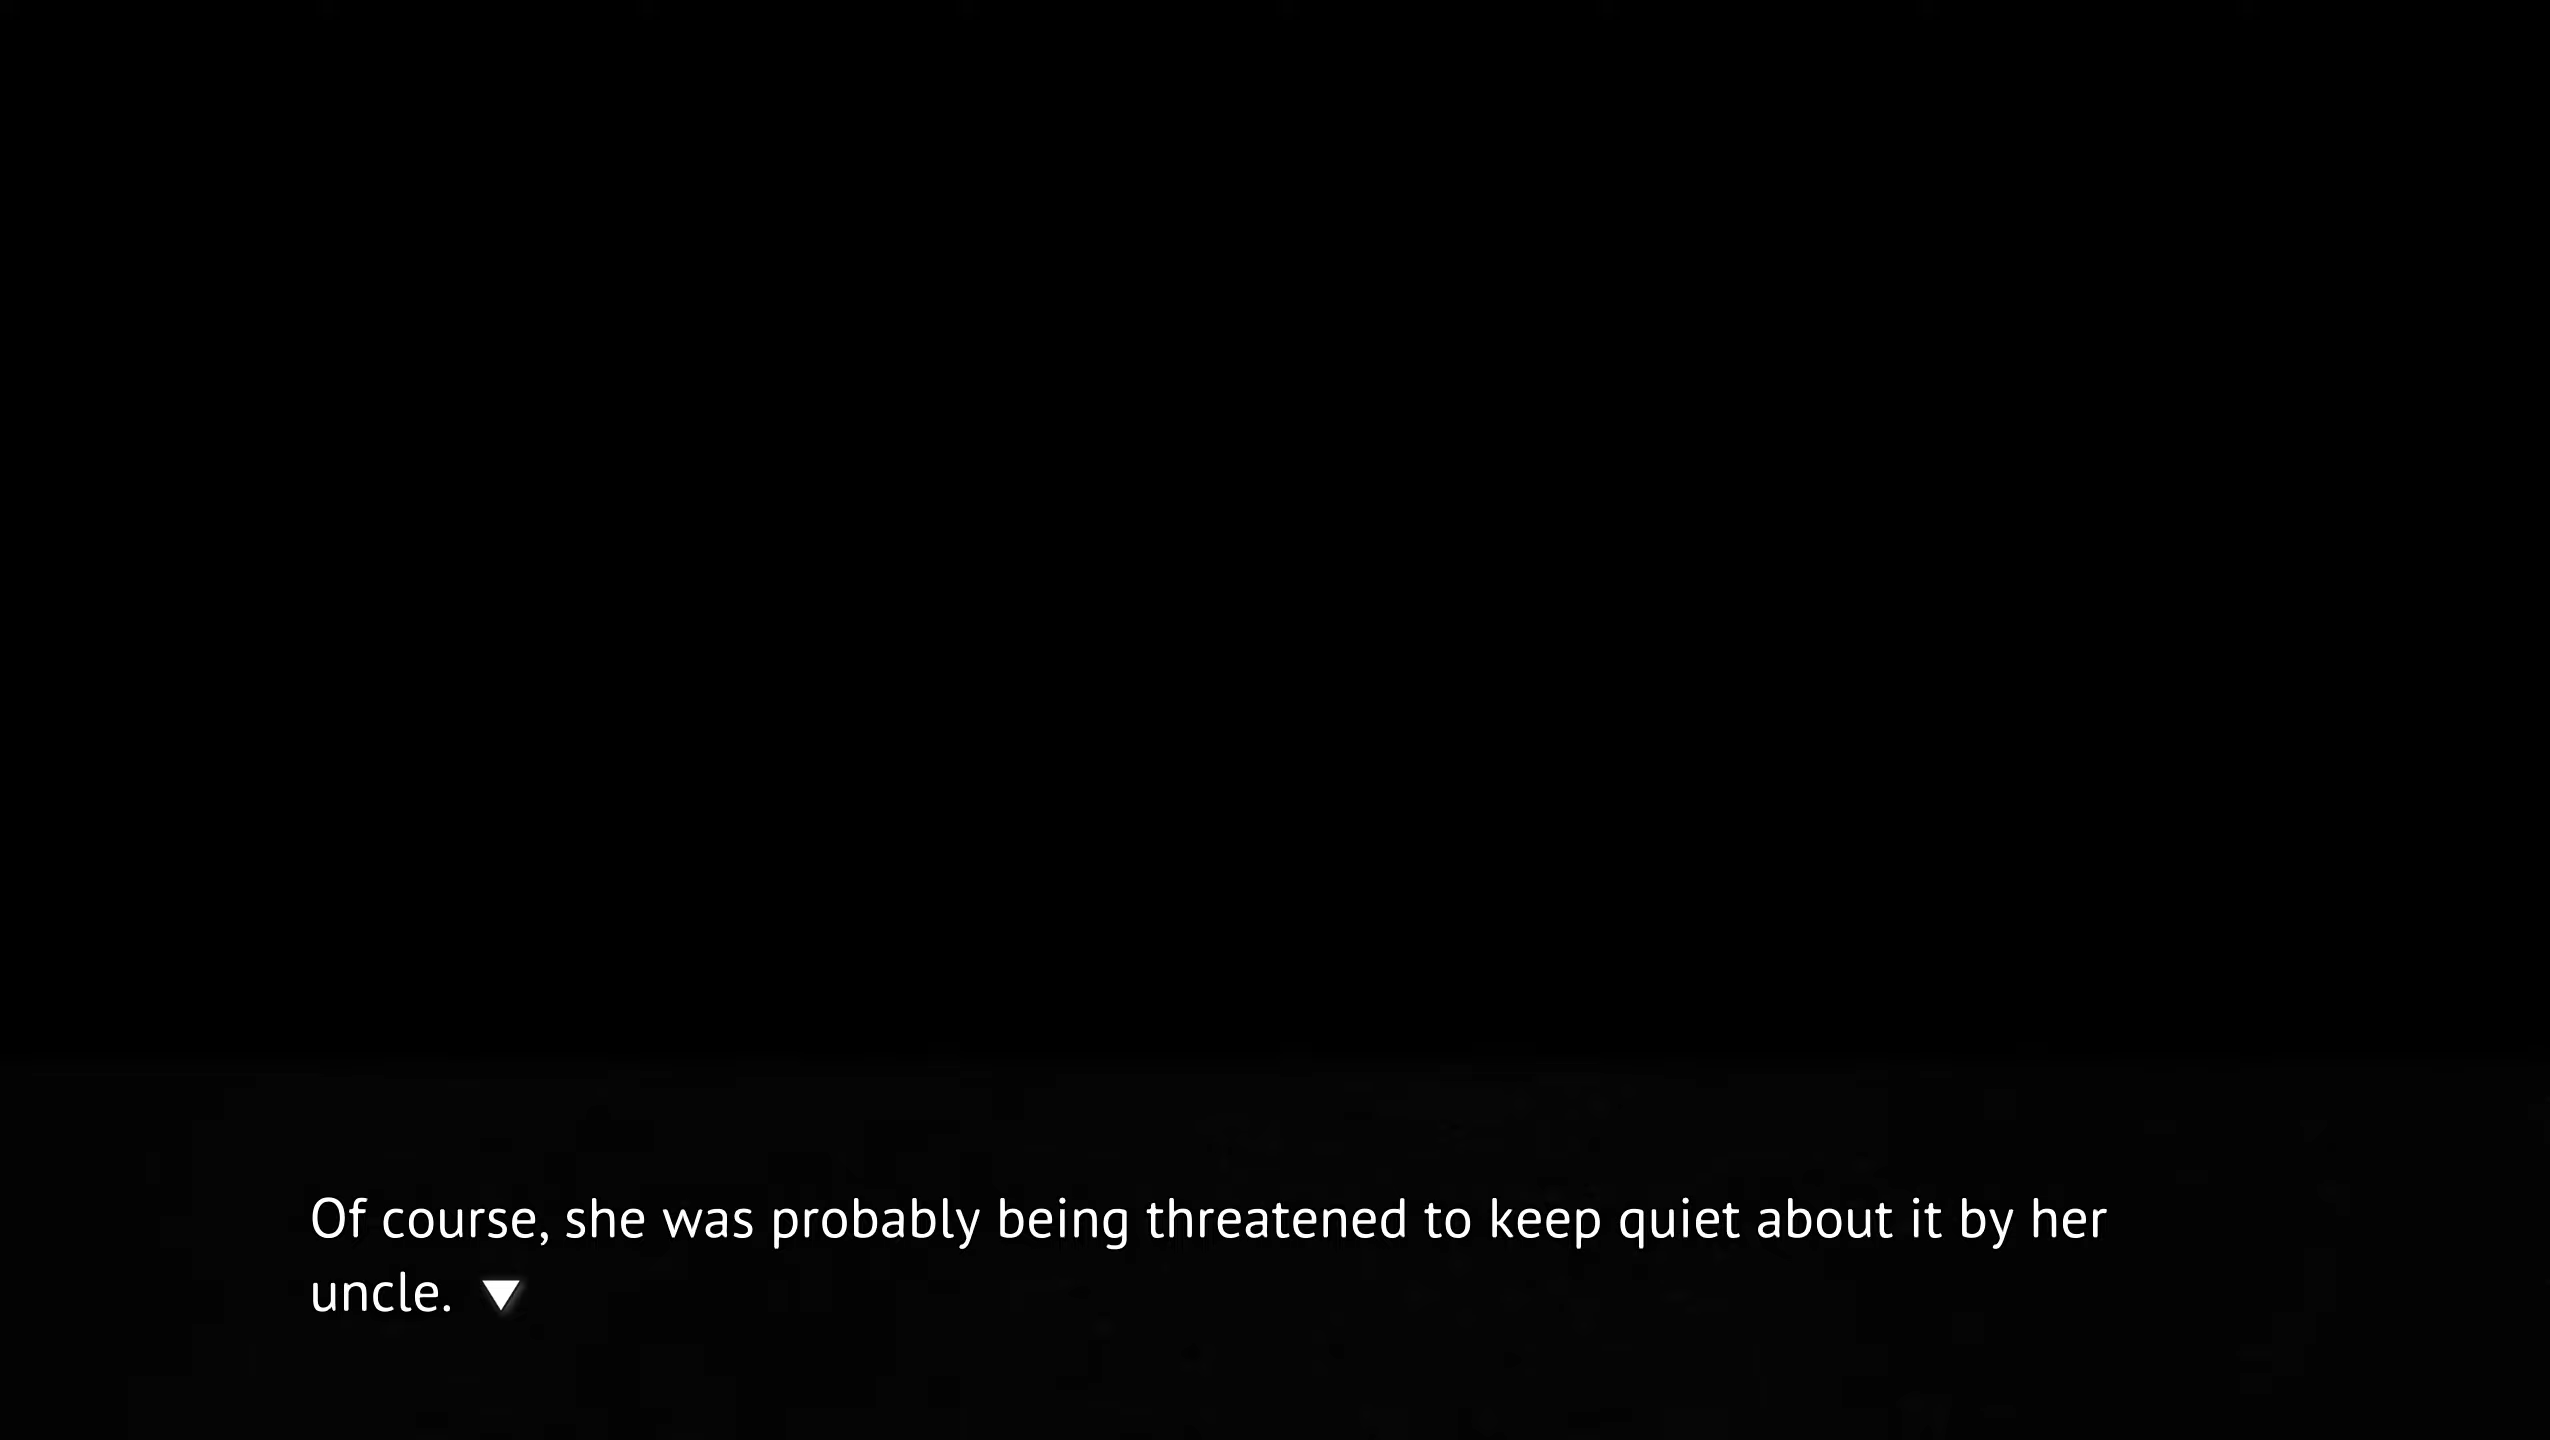 Of course, she was probably being threatened to keep quiet about it by her
uncle.